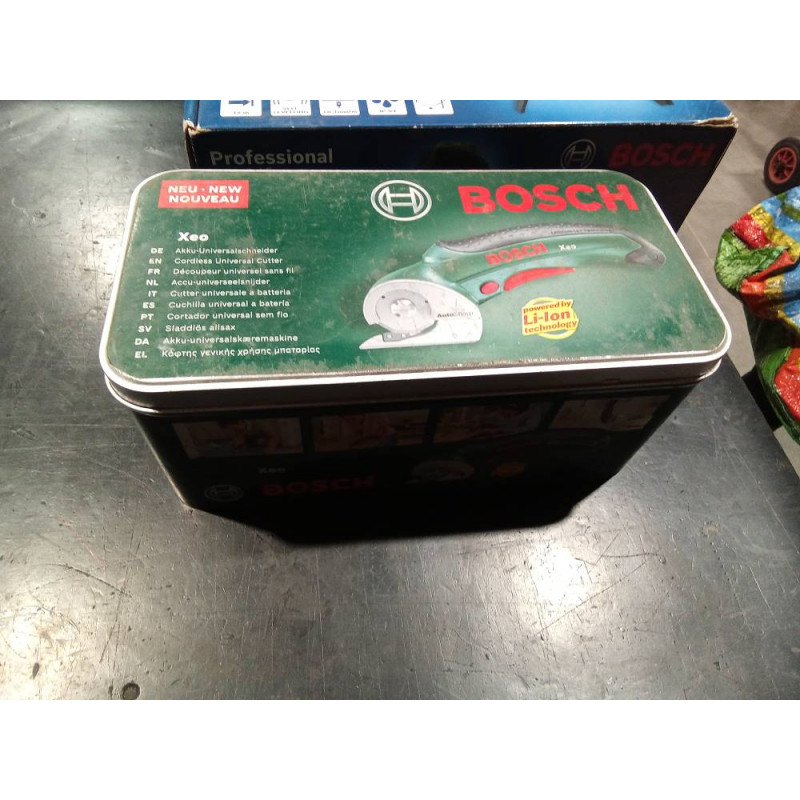 Professional
BOSCH
NEU · NEW
NOUVEAU
BOSCH
Xeo
DE Akku-Universalschneider
EN Cordless Universal Cutter
FR Découpeur universel sans fil
NL Accu-universeelsnijder
IT Cutter universale a batteria
ES Cuchilla universal a batería
PT Cortador universal sem fio
SV Sladdlös allsax
DA Akku-universalskæremaskine
EL Κόφτης γενικής χρήσης μπαταρίας
BOSCH Xeo
powered by
Li-Ion
technology
Xeo
BOSCH